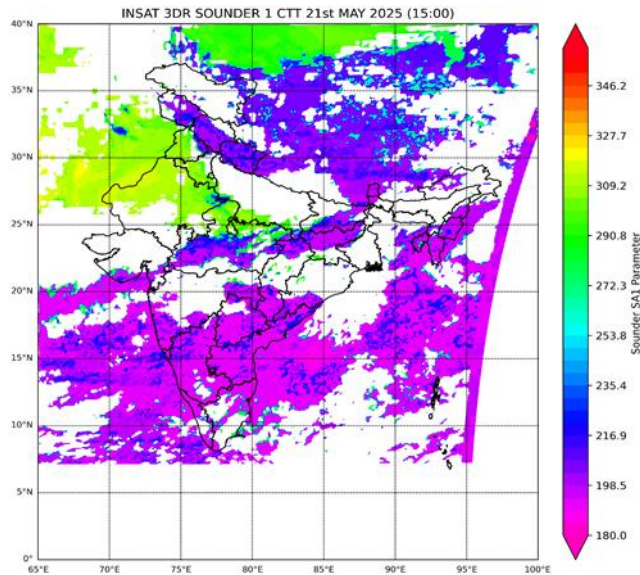 INSAT 3DR SOUNDER 1 CTT 21st MAY 2025 (15:00)
40°N
35°N
30°N
25°N
20°N
15°N
10°N
5°N
0°
65°E
70°E
75°E
80°E
85°E
90°E
95°E
100°E
346.2
327.7
309.2
290.8
272.3
253.8
235.4
216.9
198.5
180.0
Sounder SA1 Parameter